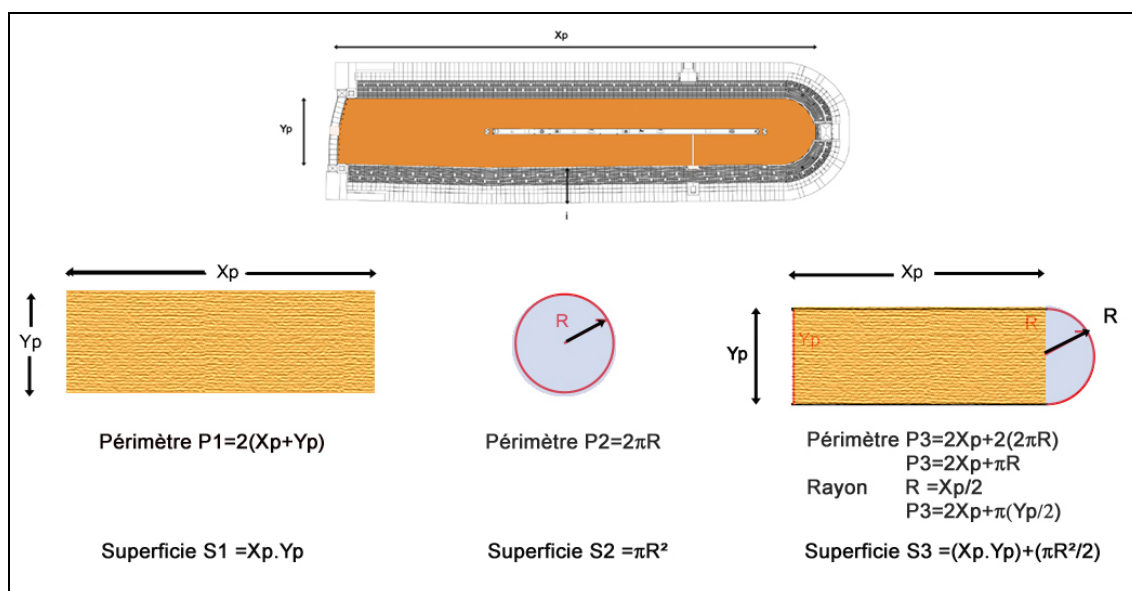 Xp
Yp
i
Xp
Yp
Périmètre P1=2(Xp+Yp)
Superficie S1 =Xp.Yp
R
Périmètre P2=2πR
Superficie S2 =πR²
Xp
Yp
Yp
R
R
Périmètre P3=2Xp+2(2πR)
P3=2Xp+πR
Rayon R =Xp/2
P3=2Xp+π(Yp/2)
Superficie S3 =(Xp.Yp)+(πR²/2)